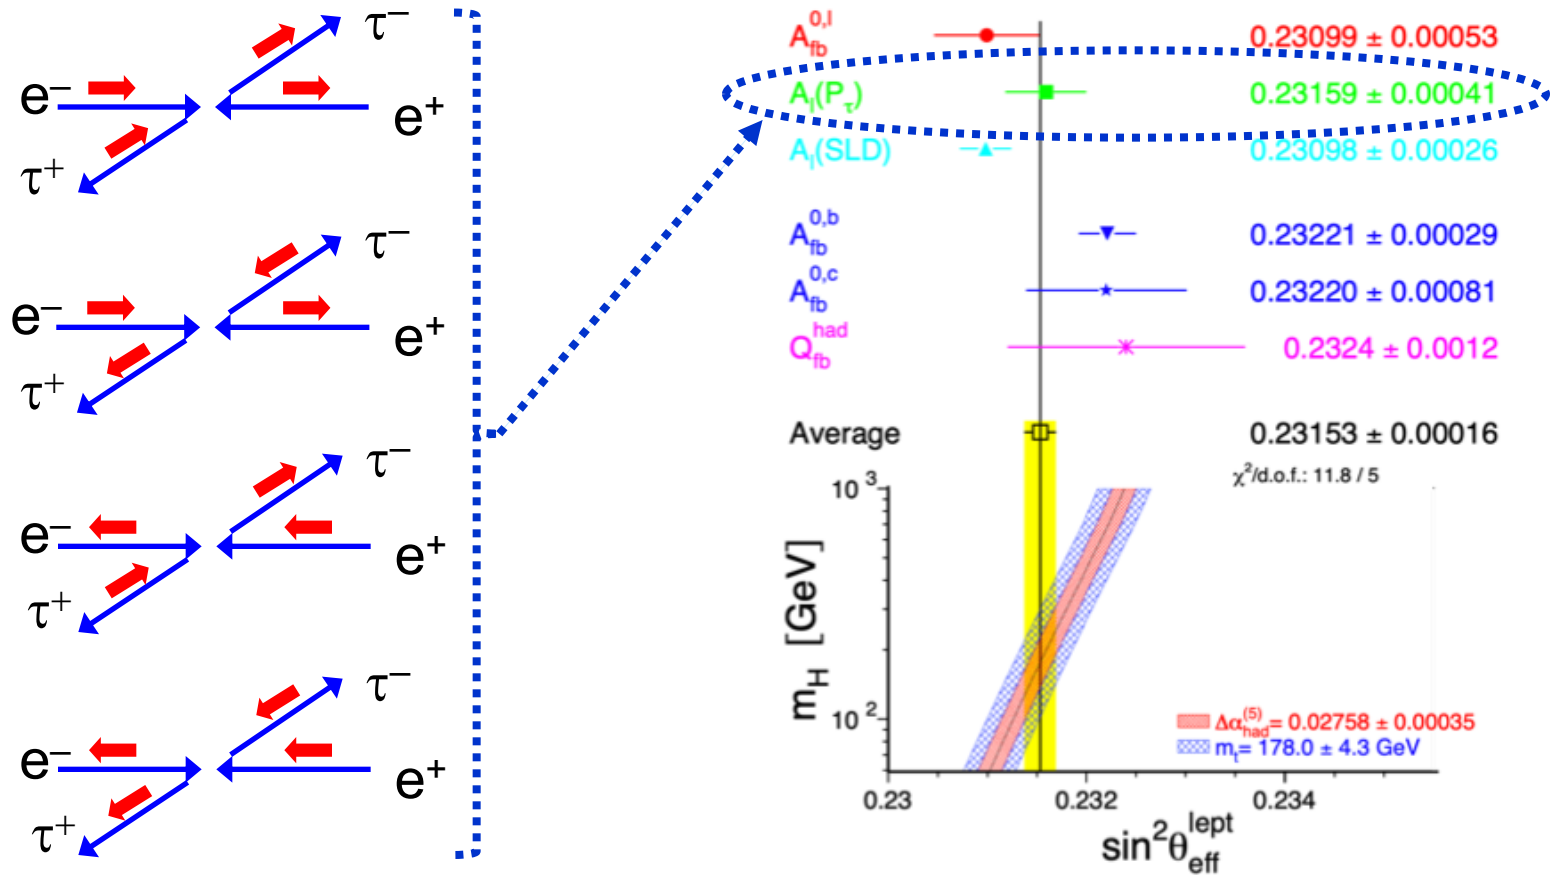 τ⁻
e⁻
e⁺
τ⁺
τ⁻
e⁻
e⁺
τ⁺
τ⁻
e⁻
e⁺
τ⁺
τ⁻
e⁻
e⁺
τ⁺
A_fb^0,l 0.23099 ± 0.00053
A_l(P_τ) 0.23159 ± 0.00041
A_l(SLD) 0.23098 ± 0.00026
A_fb^0,b 0.23221 ± 0.00029
A_fb^0,c 0.23220 ± 0.00081
Q_fb^had 0.2324 ± 0.0012
Average 0.23153 ± 0.00016
χ²/d.o.f.: 11.8 / 5
10³
m_H [GeV]
10²
Δα_had^(5)= 0.02758 ± 0.00035
m_t= 178.0 ± 4.3 GeV
0.23 0.232 0.234
sin²θ_eff^lept